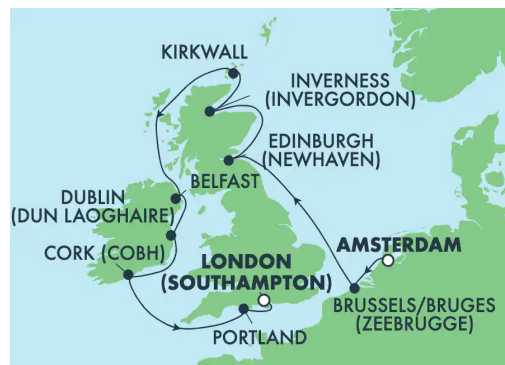 KIRKWALL
INVERNESS
(INVERGORDON)
EDINBURGH
(NEWHAVEN)
BELFAST
DUBLIN
(DUN LAOGHAIRE)
CORK (COBH)
LONDON
(SOUTHAMPTON)
AMSTERDAM
BRUSSELS/BRUGES
(ZEEBRUGGE)
PORTLAND